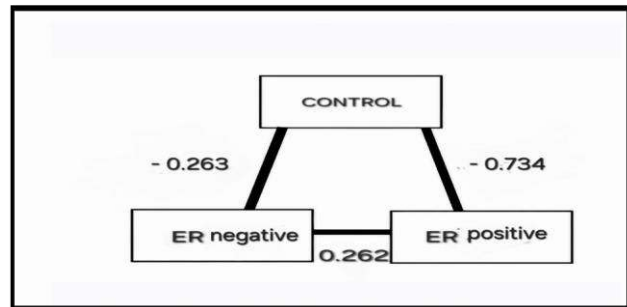 CONTROL
- 0.263
- 0.734
ER negative
ER positive
0.262